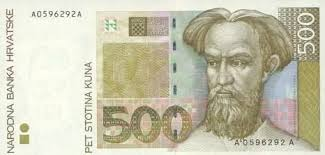 NARODNA BANKA HRVATSKE
A0596292A
PET STOTINA KUNA
500
500
A0596292A